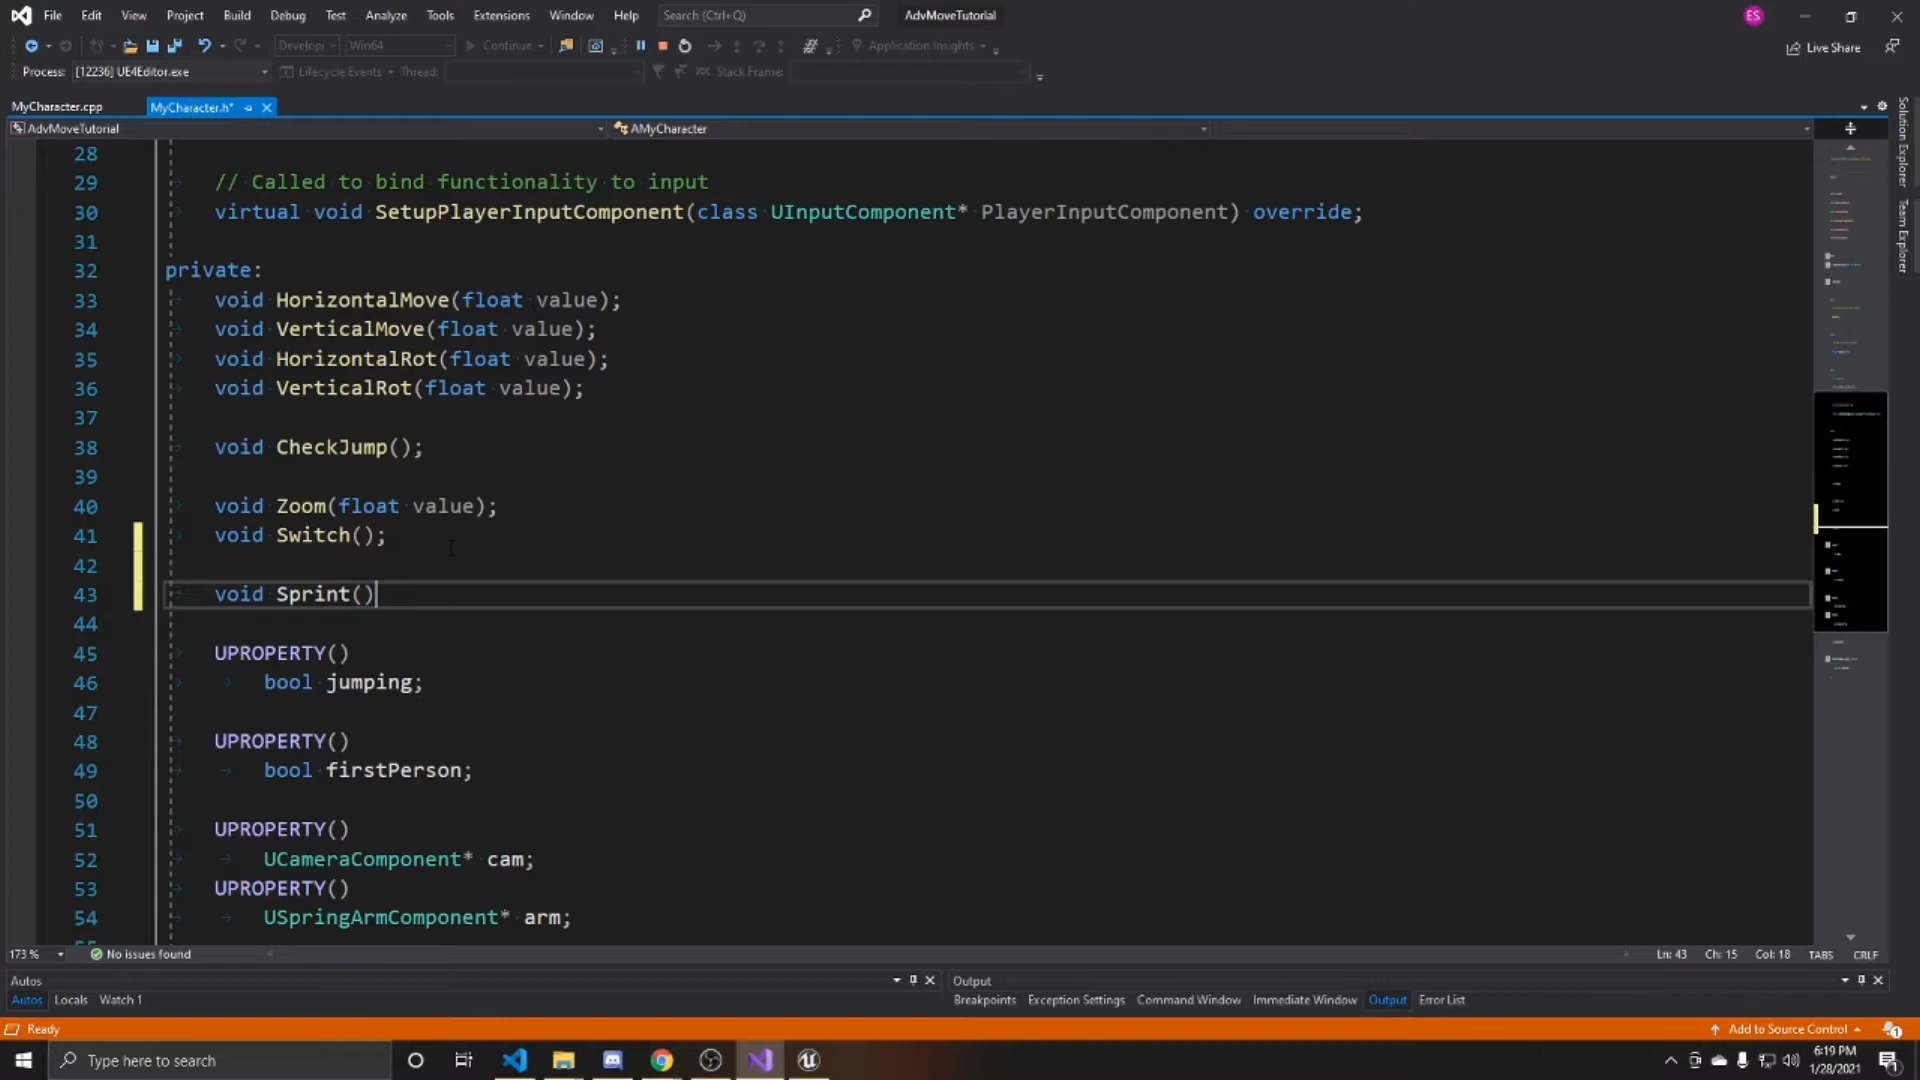 File Edit View Project Build Debug Test Analyze Tools Extensions Window Help Search (Ctrl+Q) AdvMoveTutorial ES
Develop Win64 Continue Application Insights Live Share
Process: [12236] UE4Editor.exe Lifecycle Events Thread: Stack Frame:
MyCharacter.cpp MyCharacter.h*
AdvMoveTutorial AMyCharacter
28
29 // Called to bind functionality to input
30 virtual void SetupPlayerInputComponent(class UInputComponent* PlayerInputComponent) override;
31
32 private:
33 void HorizontalMove(float value);
34 void VerticalMove(float value);
35 void HorizontalRot(float value);
36 void VerticalRot(float value);
37
38 void CheckJump();
39
40 void Zoom(float value);
41 void Switch();
42
43 void Sprint()
44
45 UPROPERTY()
46 bool jumping;
47
48 UPROPERTY()
49 bool firstPerson;
50
51 UPROPERTY()
52 UCameraComponent* cam;
53 UPROPERTY()
54 USpringArmComponent* arm;
Solution Explorer
Team Explorer
173 % No issues found Ln: 43 Ch: 15 Col: 18 TABS CRLF
Autos Output
Autos Locals Watch 1 Breakpoints Exception Settings Command Window Immediate Window Output Error List
Ready Add to Source Control 1
Type here to search 6:19 PM
1/28/2021 1